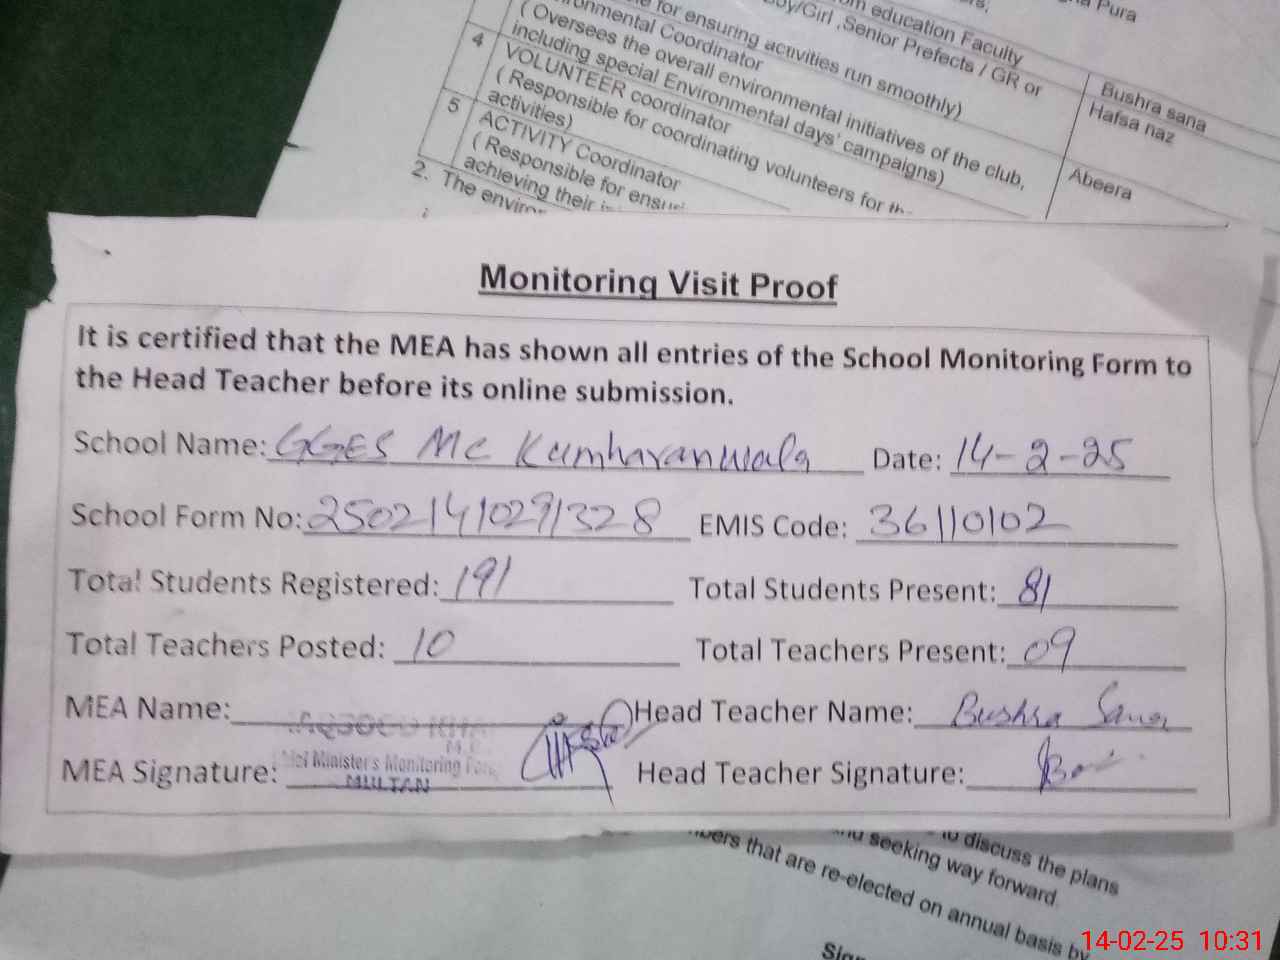 Pura
om education Faculty
for ensuring activities run smoothly)
Boy/Girl ,Senior Prefects / GR or
Environmental Coordinator
Bushra sana
( Oversees the overall environmental initiatives of the club,
Hafsa naz
including special Environmental days' campaigns)
4 VOLUNTEER coordinator
Abeera
( Responsible for coordinating volunteers for
activities)
5 ACTIVITY Coordinator
( Responsible for
achieving their
2. The
Monitoring Visit Proof
It is certified that the MEA has shown all entries of the School Monitoring Form to
the Head Teacher before its online submission.
School Name: GGES MC Kumharanwala Date: 14-2-25
School Form No: 25021410291328 EMIS Code: 36110102
Total Students Registered: 191 Total Students Present: 81
Total Teachers Posted: 10 Total Teachers Present: 09
MEA Name: Head Teacher Name: Bushra Sana
Minister's Monitoring
MEA Signature: MULTAN Head Teacher Signature:
to discuss the plans
and seeking way forward.
that are re-elected on annual basis by
14-02-25 10:31